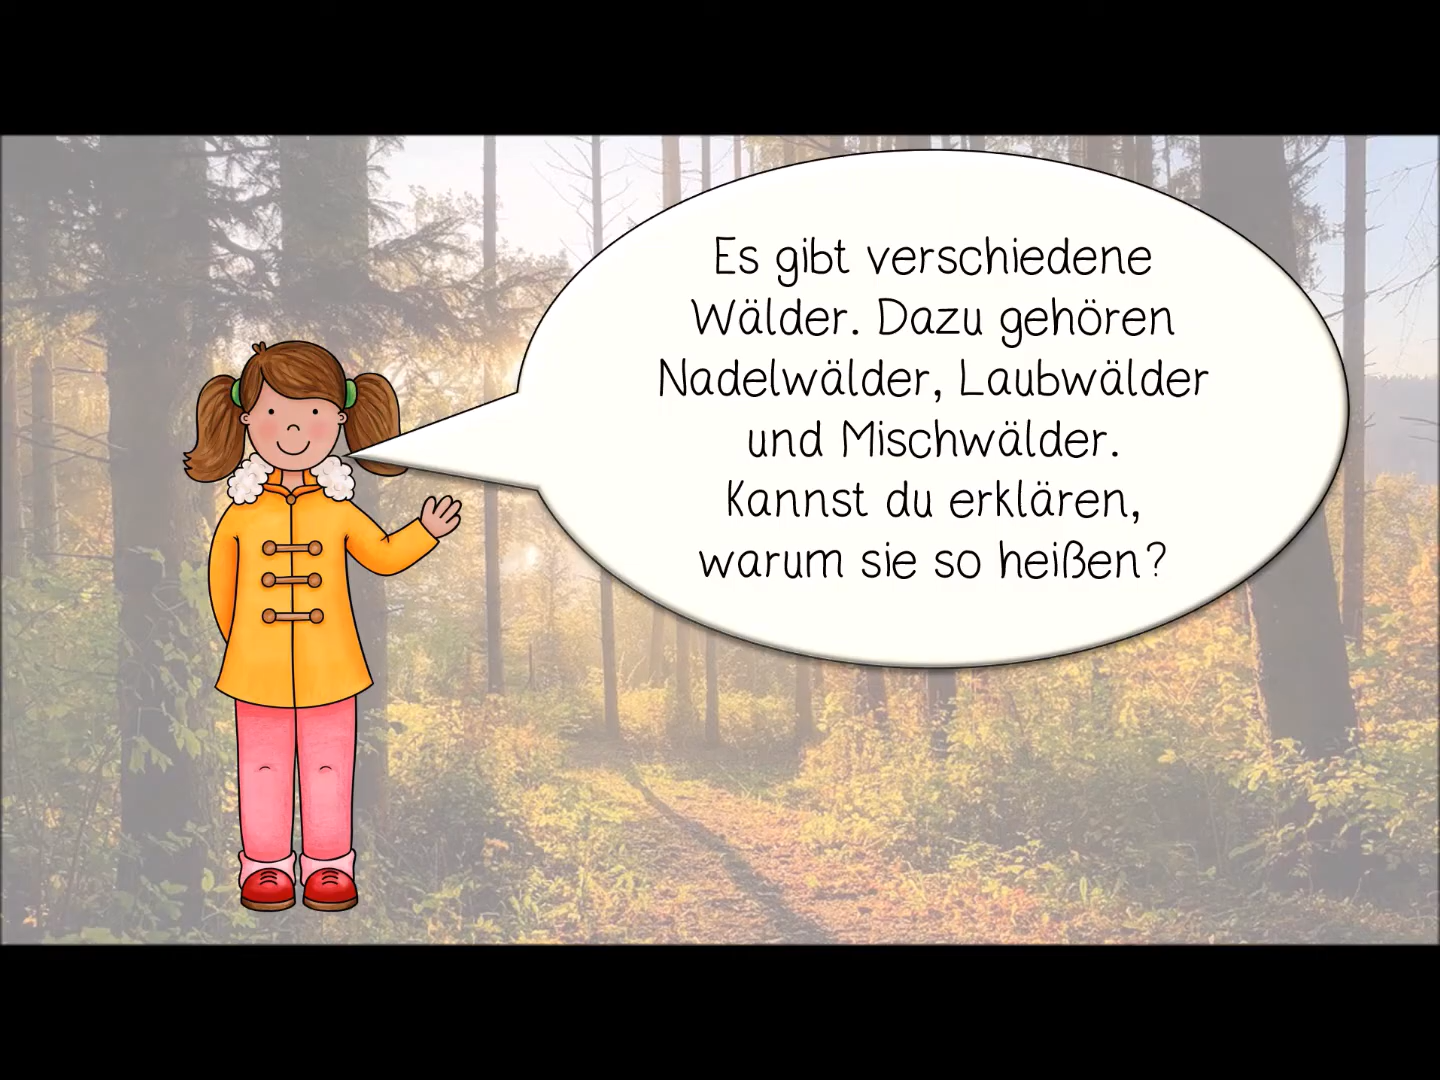 Es gibt verschiedene
Wälder. Dazu gehören
Nadelwälder, Laubwälder
und Mischwälder.
Kannst du erklären,
warum sie so heißen?